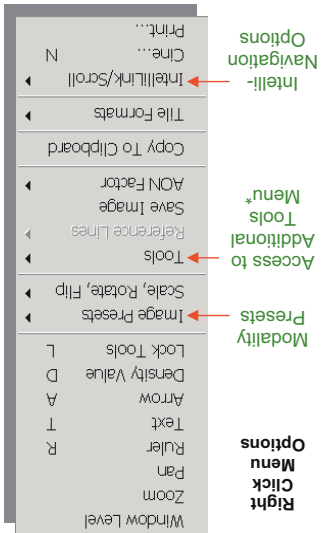 Right
Click
Menu
Options
Window Level
Zoom
Pan
Ruler R
Text T
Arrow A
Density Value D
Lock Tools L
Modality
Presets
Image Presets
Scale, Rotate, Flip
Access to
Additional
Tools
Menu*
Tools
Reference Lines
Save Image
AON Factor
Copy To Clipboard
Tile Formats
Intelli-
Navigation
Options
IntelliLink/Scroll
Cine... N
Print...